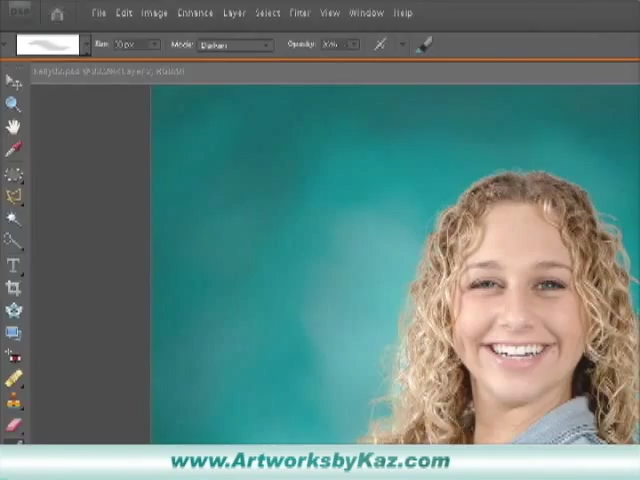 File Edit Image Enhance Layer Select Filter View Window Help
Size: Mode: Darken Opacity:
www.ArtworksbyKaz.com